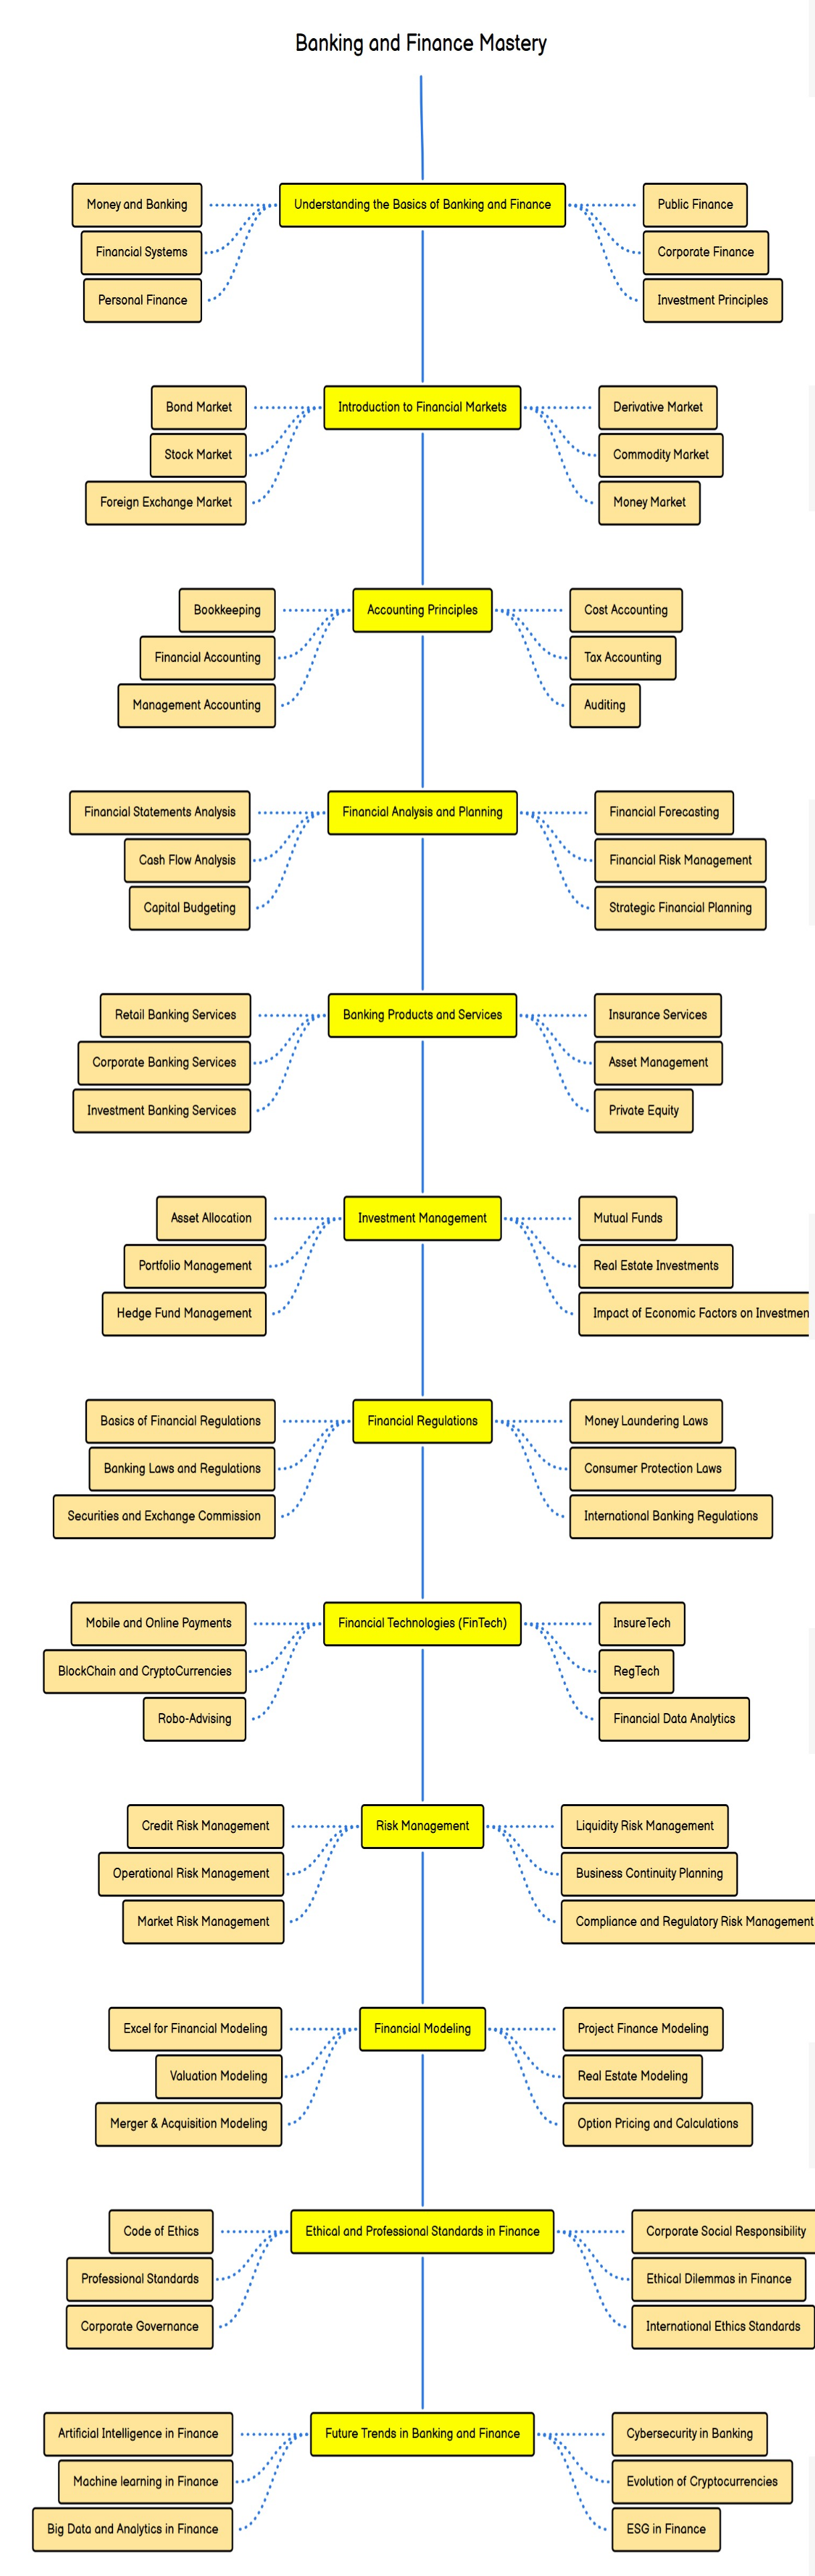 Banking and Finance Mastery
Understanding the Basics of Banking and Finance
Money and Banking
Financial Systems
Personal Finance
Public Finance
Corporate Finance
Investment Principles
Introduction to Financial Markets
Bond Market
Stock Market
Foreign Exchange Market
Derivative Market
Commodity Market
Money Market
Accounting Principles
Bookkeeping
Financial Accounting
Management Accounting
Cost Accounting
Tax Accounting
Auditing
Financial Analysis and Planning
Financial Statements Analysis
Cash Flow Analysis
Capital Budgeting
Financial Forecasting
Financial Risk Management
Strategic Financial Planning
Banking Products and Services
Retail Banking Services
Corporate Banking Services
Investment Banking Services
Insurance Services
Asset Management
Private Equity
Investment Management
Asset Allocation
Portfolio Management
Hedge Fund Management
Mutual Funds
Real Estate Investments
Impact of Economic Factors on Investmen
Financial Regulations
Basics of Financial Regulations
Banking Laws and Regulations
Securities and Exchange Commission
Money Laundering Laws
Consumer Protection Laws
International Banking Regulations
Financial Technologies (FinTech)
Mobile and Online Payments
BlockChain and CryptoCurrencies
Robo-Advising
InsureTech
RegTech
Financial Data Analytics
Risk Management
Credit Risk Management
Operational Risk Management
Market Risk Management
Liquidity Risk Management
Business Continuity Planning
Compliance and Regulatory Risk Management
Financial Modeling
Excel for Financial Modeling
Valuation Modeling
Merger & Acquisition Modeling
Project Finance Modeling
Real Estate Modeling
Option Pricing and Calculations
Ethical and Professional Standards in Finance
Code of Ethics
Professional Standards
Corporate Governance
Corporate Social Responsibility
Ethical Dilemmas in Finance
International Ethics Standards
Future Trends in Banking and Finance
Artificial Intelligence in Finance
Machine learning in Finance
Big Data and Analytics in Finance
Cybersecurity in Banking
Evolution of Cryptocurrencies
ESG in Finance